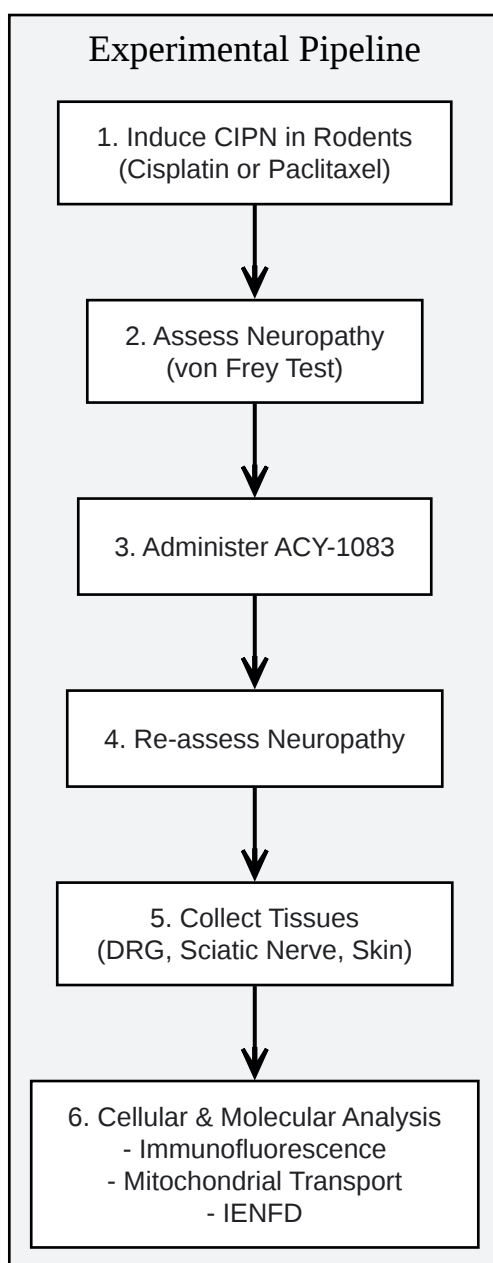 Experimental Pipeline
1. Induce CIPN in Rodents
(Cisplatin or Paclitaxel)
2. Assess Neuropathy
(von Frey Test)
3. Administer ACY-1083
4. Re-assess Neuropathy
5. Collect Tissues
(DRG, Sciatic Nerve, Skin)
6. Cellular & Molecular Analysis
- Immunofluorescence
- Mitochondrial Transport
- IENFD